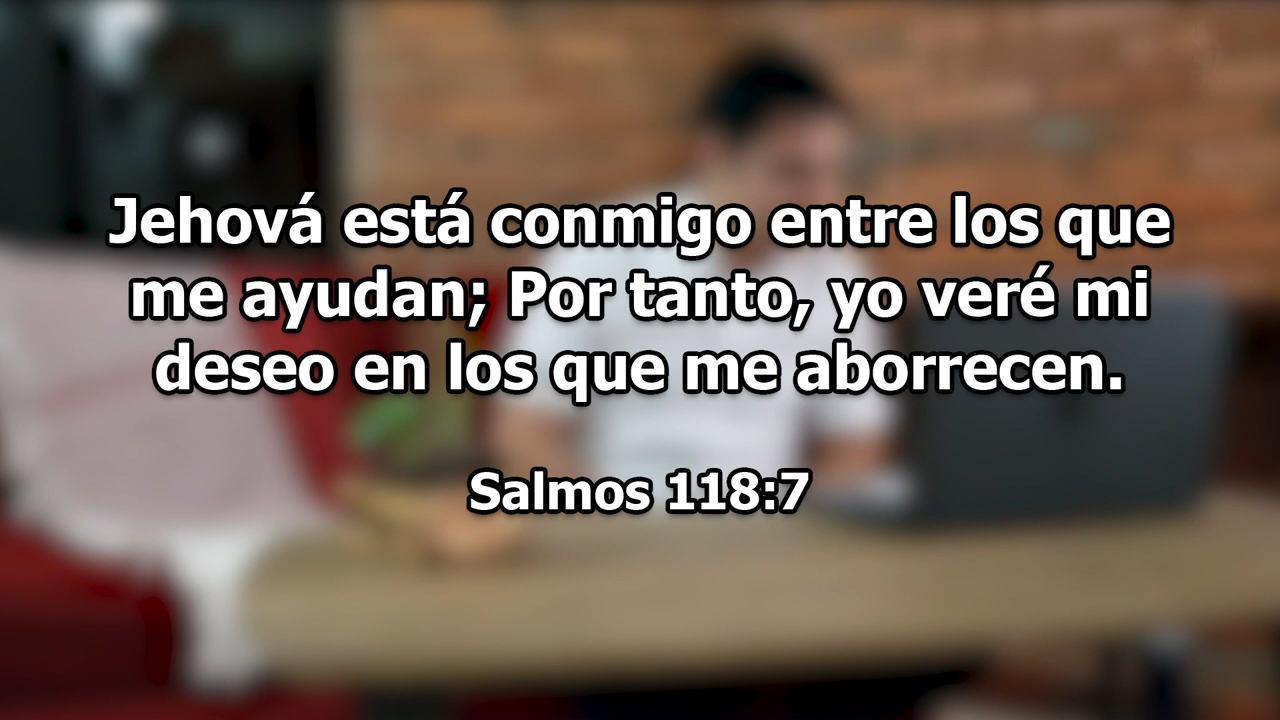 Jehová está conmigo entre los que
me ayudan; Por tanto, yo veré mi
deseo en los que me aborrecen.
Salmos 118:7